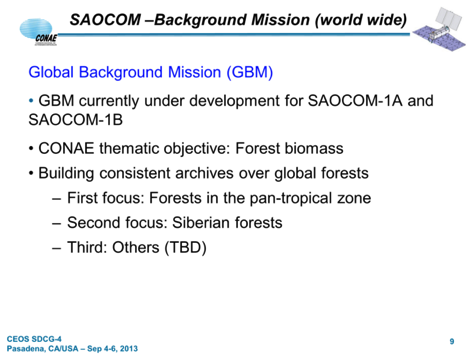 SAOCOM –Background Mission (world wide)
CONAE
Global Background Mission (GBM)
• GBM currently under development for SAOCOM-1A and
SAOCOM-1B
• CONAE thematic objective: Forest biomass
• Building consistent archives over global forests
– First focus: Forests in the pan-tropical zone
– Second focus: Siberian forests
– Third: Others (TBD)
CEOS SDCG-4
Pasadena, CA/USA – Sep 4-6, 2013
9